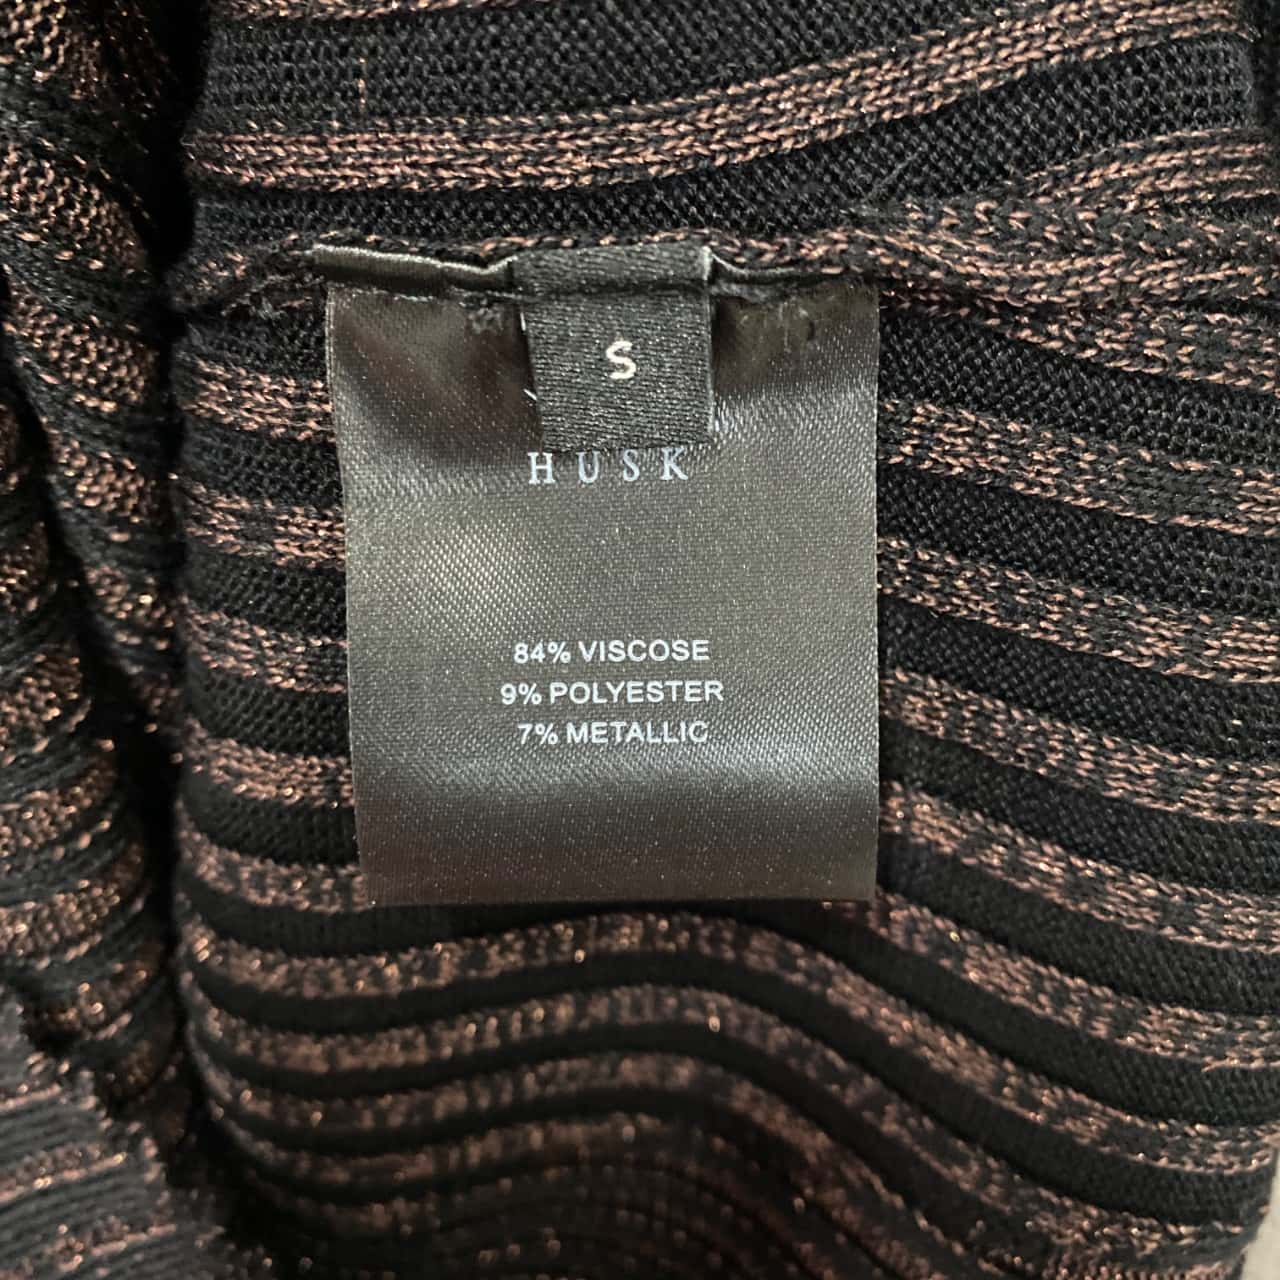 S
HUSK
84% VISCOSE
9% POLYESTER
7% METALLIC